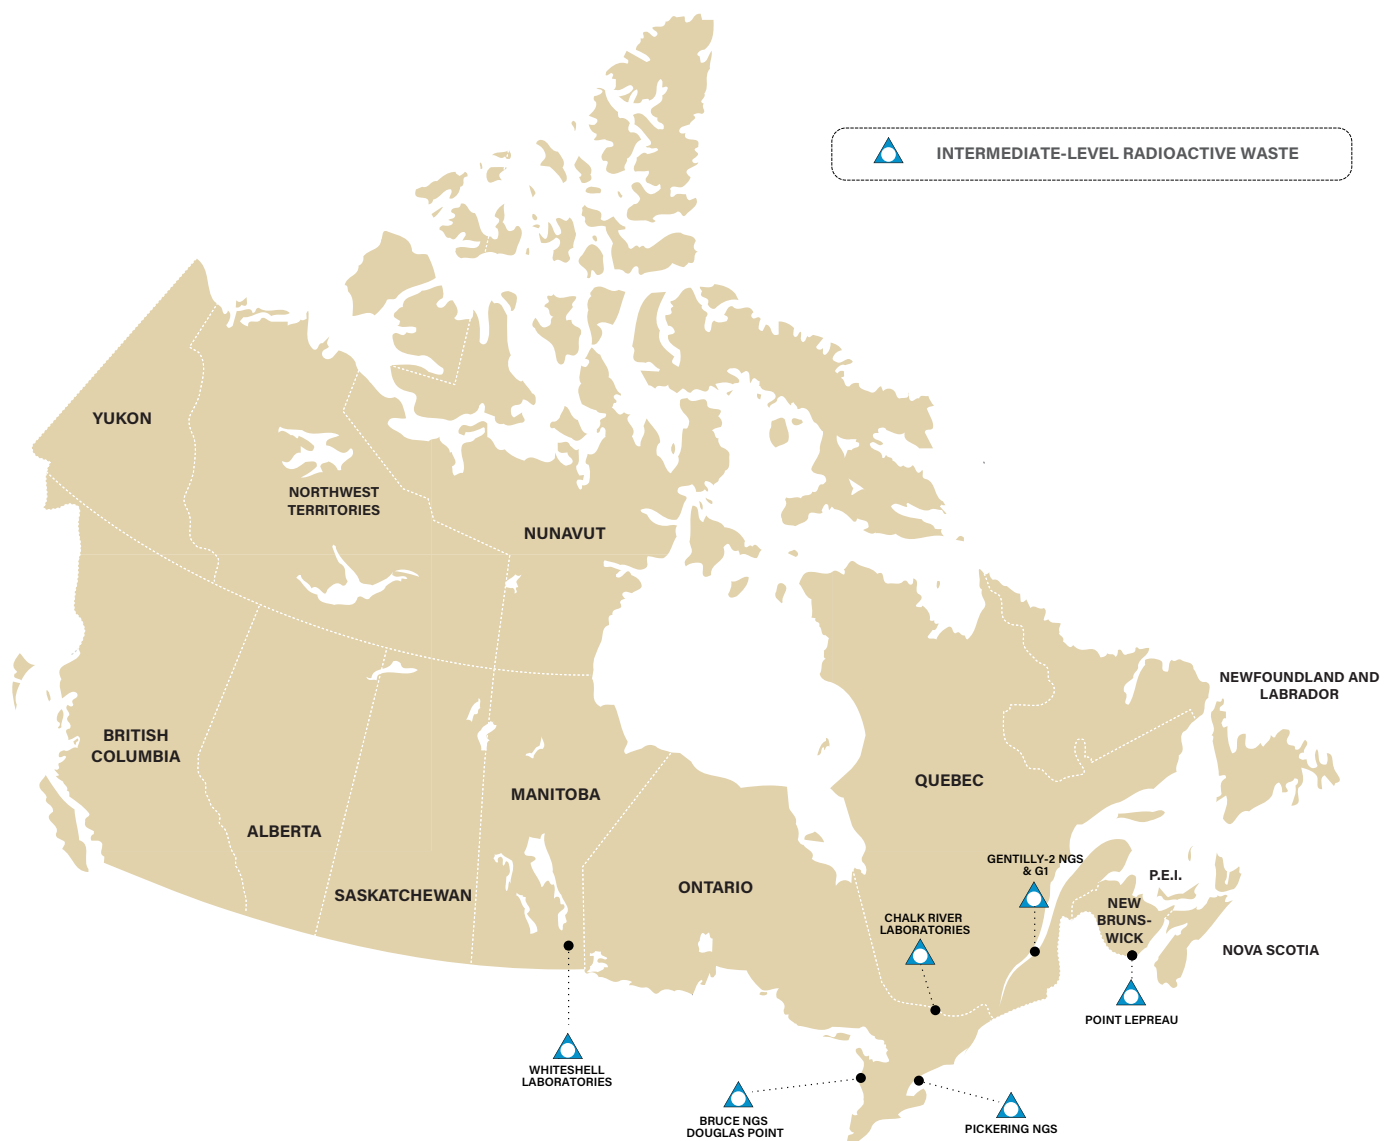 INTERMEDIATE-LEVEL RADIOACTIVE WASTE
YUKON
NORTHWEST
TERRITORIES
NUNAVUT
NEWFOUNDLAND AND
LABRADOR
BRITISH
COLUMBIA
QUEBEC
MANITOBA
ALBERTA
SASKATCHEWAN
ONTARIO
GENTILLY-2 NGS
& G1
P.E.I.
NEW
BRUNS-
WICK
CHALK RIVER
LABORATORIES
NOVA SCOTIA
POINT LEPREAU
WHITESHELL
LABORATORIES
BRUCE NGS
DOUGLAS POINT
PICKERING NGS